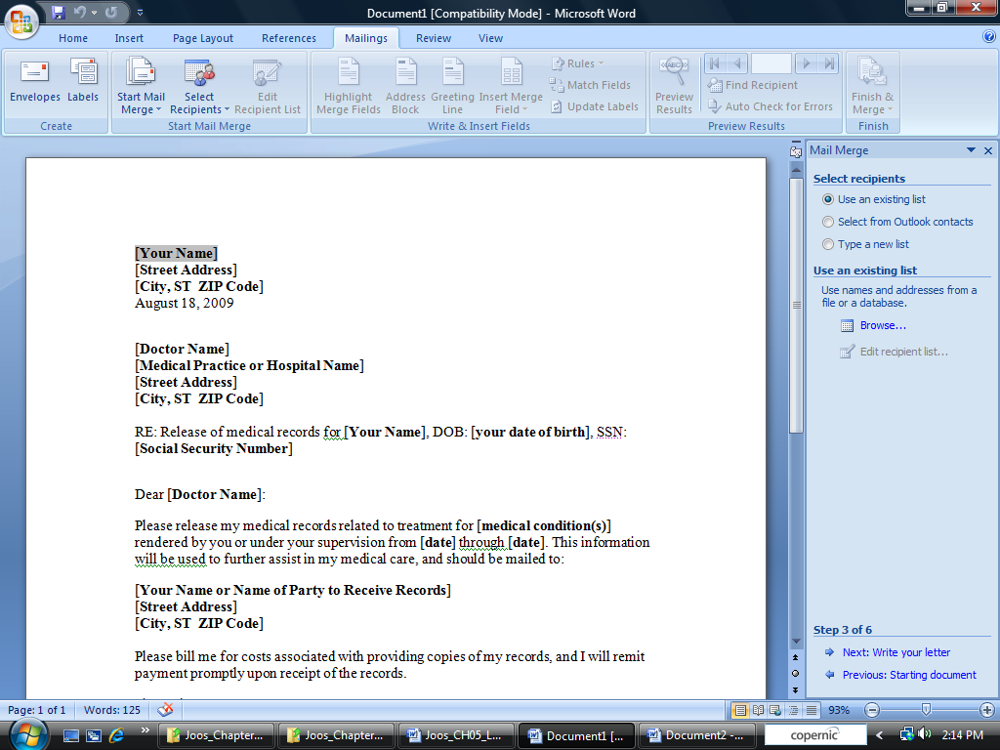 Document1 [Compatibility Mode] - Microsoft Word
Home Insert Page Layout References Mailings Review View
Envelopes Labels
Create
Start Mail Merge
Select Recipients
Edit Recipient List
Start Mail Merge
Highlight Merge Fields
Address Block
Greeting Line
Insert Merge Field
Rules
Match Fields
Update Labels
Write & Insert Fields
Preview Results
Find Recipient
Auto Check for Errors
Preview Results
Finish & Merge
Finish
[Your Name]
[Street Address]
[City, ST  ZIP Code]
August 18, 2009
[Doctor Name]
[Medical Practice or Hospital Name]
[Street Address]
[City, ST  ZIP Code]
RE: Release of medical records for [Your Name], DOB: [your date of birth], SSN:
[Social Security Number]
Dear [Doctor Name]:
Please release my medical records related to treatment for [medical condition(s)]
rendered by you or under your supervision from [date] through [date]. This information
will be used to further assist in my medical care, and should be mailed to:
[Your Name or Name of Party to Receive Records]
[Street Address]
[City, ST  ZIP Code]
Please bill me for costs associated with providing copies of my records, and I will remit
payment promptly upon receipt of the records.
Mail Merge
Select recipients
Use an existing list
Select from Outlook contacts
Type a new list
Use an existing list
Use names and addresses from a
file or a database.
Browse...
Edit recipient list...
Step 3 of 6
Next: Write your letter
Previous: Starting document
Page: 1 of 1 Words: 125 93%
Joos_Chapter... Joos_Chapter... Joos_CH05_L... Document1 [... Document2 -... copernic 2:14 PM